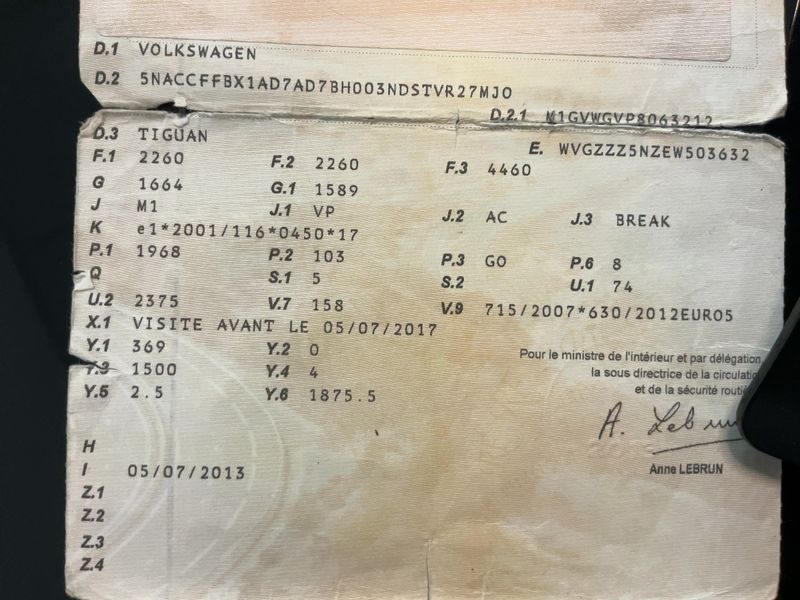 D.1 VOLKSWAGEN
D.2 5NACCFFBX1AD7AD7BH003NDSTVR27MJO
D.2.1 M1GVWGVP8063212
D.3 TIGUAN E. WVGZZZ5NZEW503632
F.1 2260 F.2 2260 F.3 4460
G 1664 G.1 1589
J M1 J.1 VP J.2 AC J.3 BREAK
K e1*2001/116*0450*17
P.1 1968 P.2 103 P.3 GO P.6 8
Q S.1 5 S.2 U.1 74
U.2 2375 V.7 158 V.9 715/2007*630/2012EURO5
X.1 VISITE AVANT LE 05/07/2017
Y.1 369 Y.2 0
Y.3 1500 Y.4 4
Y.5 2.5 Y.6 1875.5
Pour le ministre de l'intérieur et par délégation
la sous directrice de la
et de la sécurité
A. Lebrun
Anne LEBRUN
H
I 05/07/2013
Z.1
Z.2
Z.3
Z.4